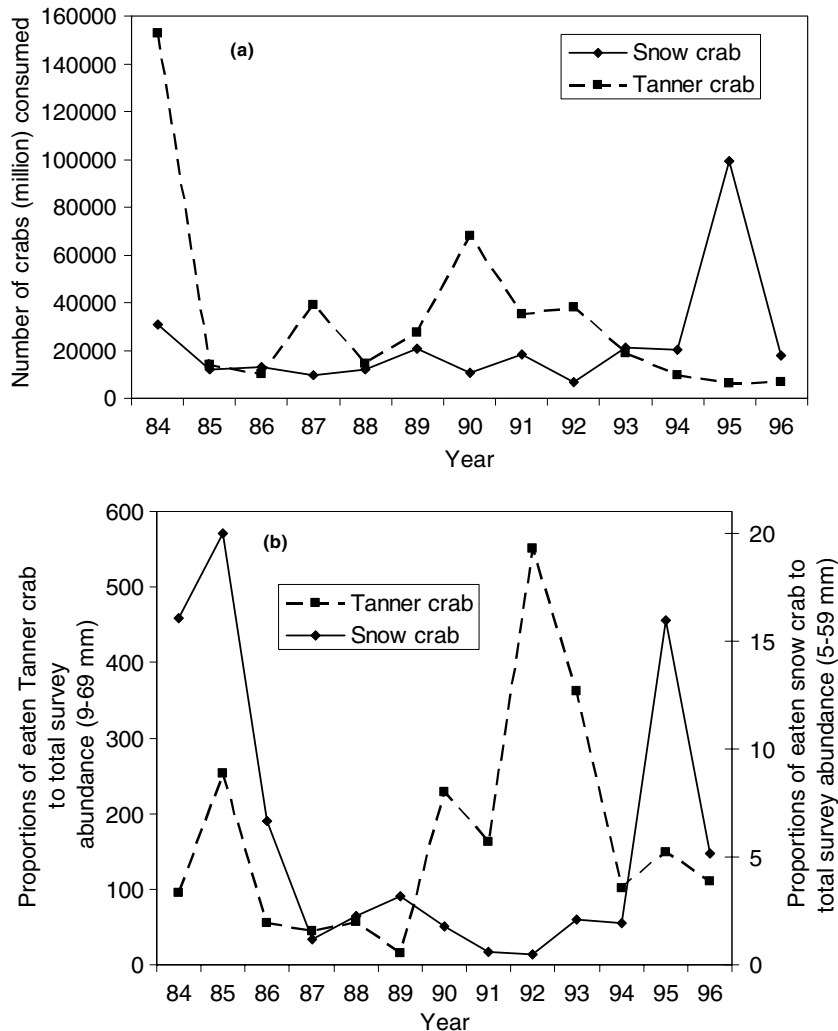 160000
140000
120000
100000
80000
60000
40000
20000
0
Number of crabs (million) consumed
(a)
Snow crab
Tanner crab
84 85 86 87 88 89 90 91 92 93 94 95 96
Year
600
500
400
300
200
100
0
Proportions of eaten Tanner crab
to total survey
abundance (9-69 mm)
(b)
Tanner crab
Snow crab
20
15
10
5
0
Proportions of eaten snow crab to
total survey abundance (5-59 mm)
84 85 86 87 88 89 90 91 92 93 94 95 96
Year